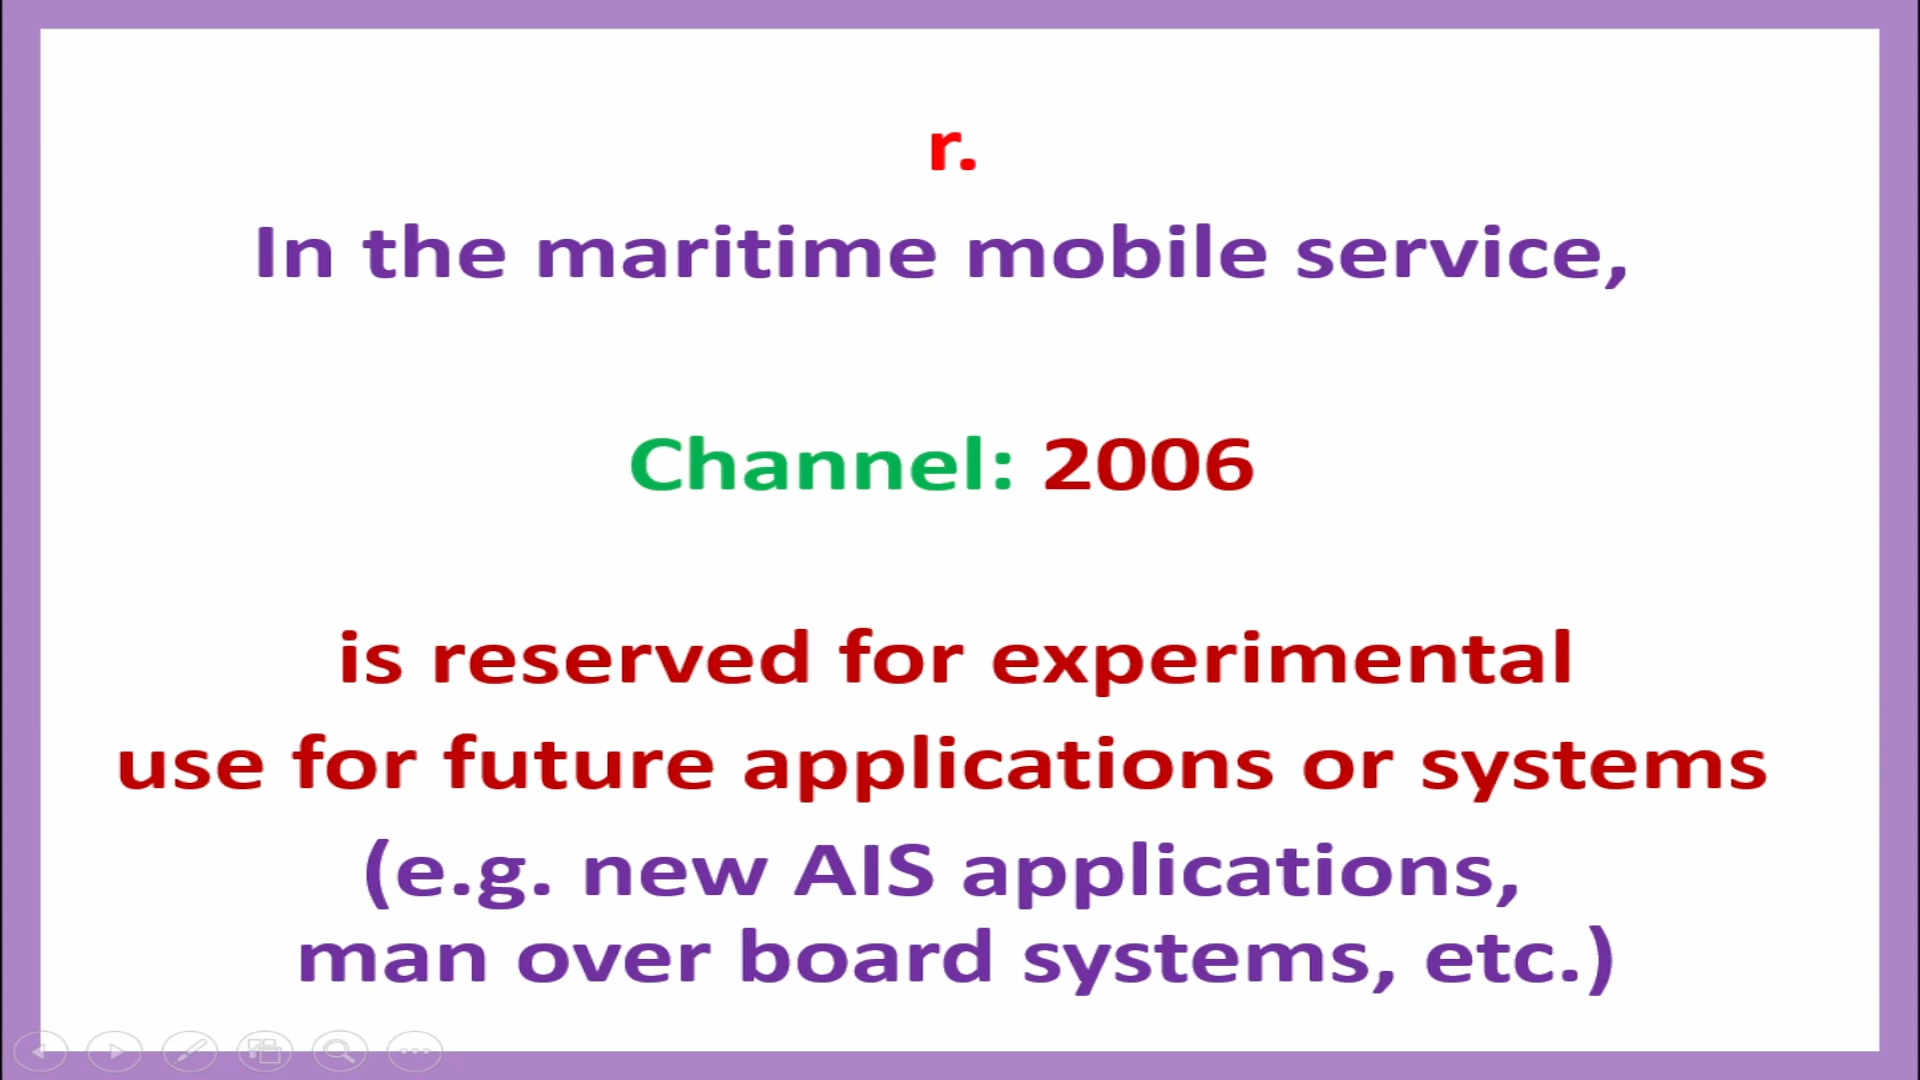 r.
In the maritime mobile service,
Channel: 2006
is reserved for experimental
use for future applications or systems
(e.g. new AIS applications,
man over board systems, etc.)